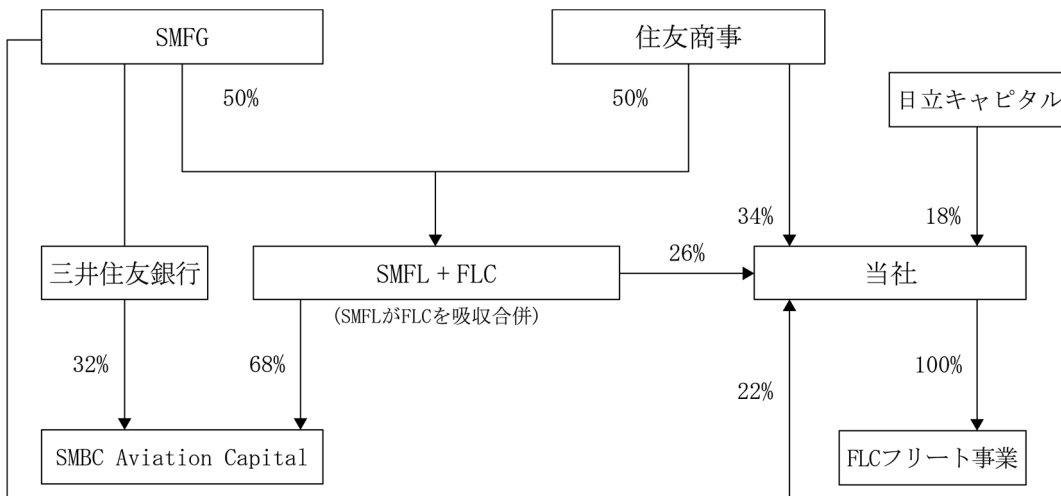 SMFG
住友商事
50%
50%
日立キャピタル
34%
18%
三井住友銀行
SMFL + FLC
26%
当社
(SMFLがFLCを吸収合併)
32%
68%
22%
100%
SMBC Aviation Capital
FLCフリート事業